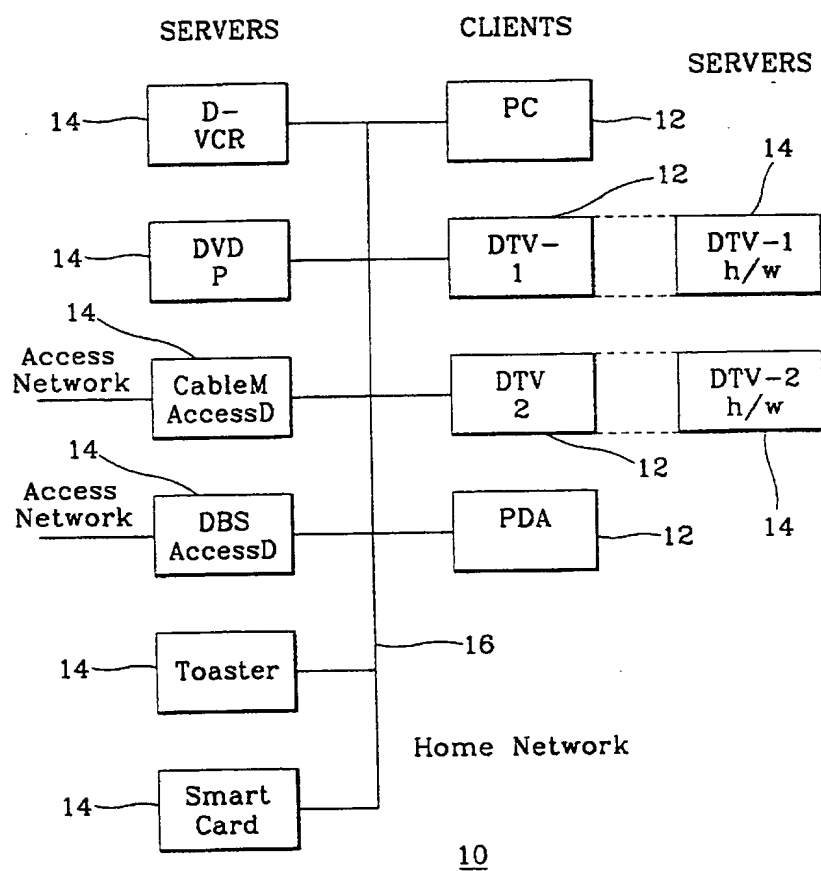 SERVERS
CLIENTS
SERVERS
14
D-
VCR
PC
12
12
14
14
DVD
P
DTV-
1
DTV-1
h/w
14
Access
Network
CableM
AccessD
DTV
2
DTV-2
h/w
14
12
Access
Network
DBS
AccessD
PDA
12
14
16
14
Toaster
Home Network
14
Smart
Card
10